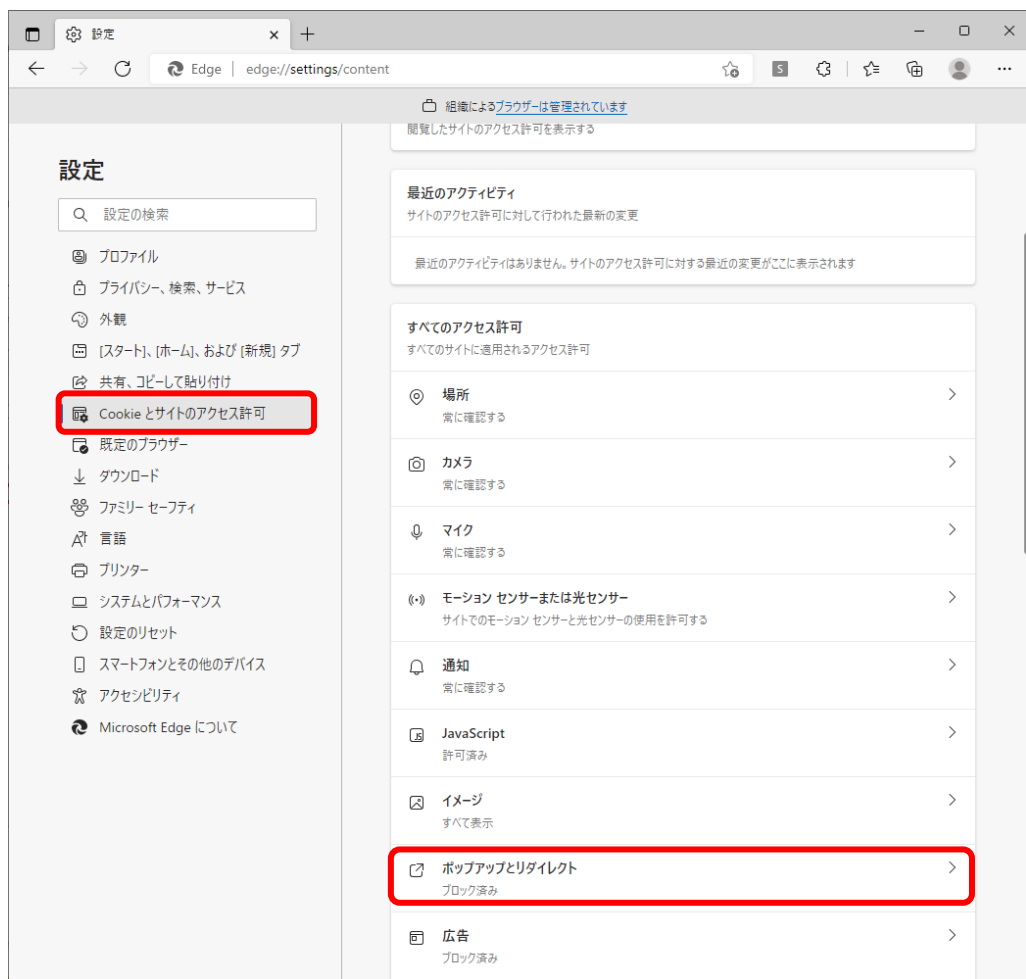 設定
Edge
edge://settings/content
S
組織によるブラウザーは管理されています
閲覧したサイトのアクセス許可を表示する
設定
設定の検索
プロファイル
プライバシー、検索、サービス
外観
[スタート]、[ホーム]、および [新規] タブ
共有、コピーして貼り付け
Cookie とサイトのアクセス許可
既定のブラウザー
ダウンロード
ファミリー セーフティ
言語
プリンター
システムとパフォーマンス
設定のリセット
スマートフォンとその他のデバイス
アクセシビリティ
Microsoft Edge について
最近のアクティビティ
サイトのアクセス許可に対して行われた最新の変更
最近のアクティビティはありません。サイトのアクセス許可に対する最近の変更がここに表示されます
すべてのアクセス許可
すべてのサイトに適用されるアクセス許可
場所
常に確認する
カメラ
常に確認する
マイク
常に確認する
モーション センサーまたは光センサー
サイトでのモーション センサーと光センサーの使用を許可する
通知
常に確認する
JavaScript
許可済み
イメージ
すべて表示
ポップアップとリダイレクト
ブロック済み
広告
ブロック済み